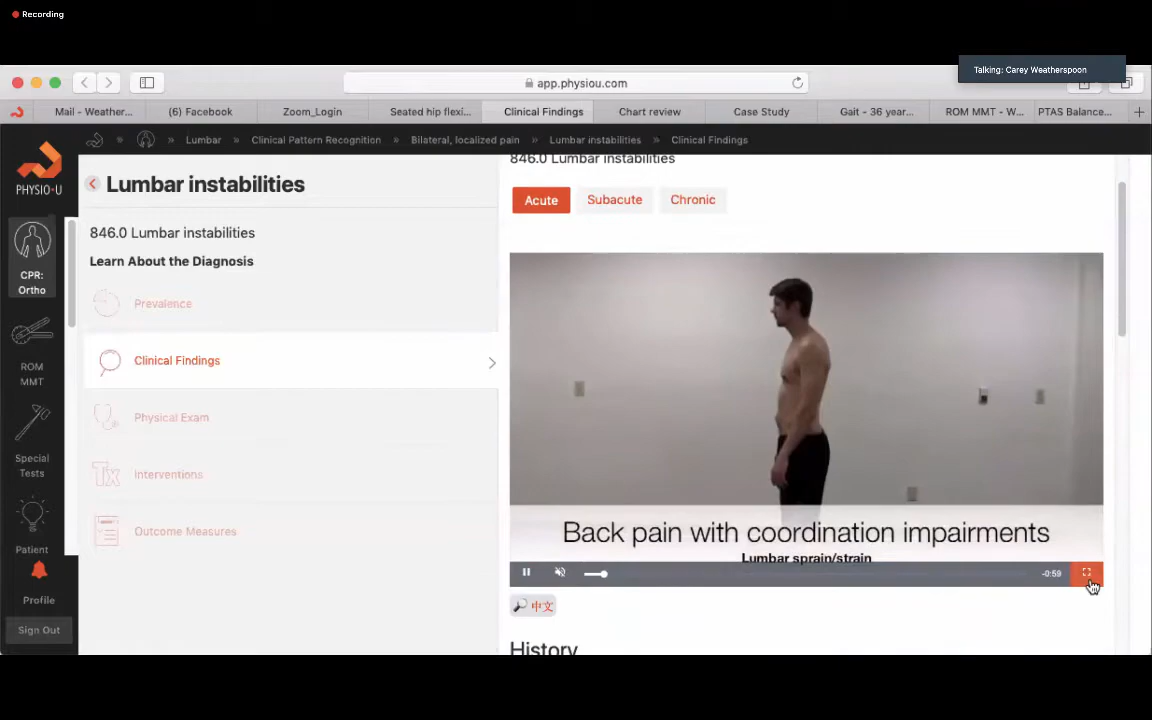 Recording
Talking: Carey Weatherspoon
app.physiou.com
Mail - Weather...
(6) Facebook
Zoom_Login
Seated hip flexi...
Clinical Findings
Chart review
Case Study
Gait - 36 year...
ROM MMT - W...
PTAS Balance...
» » Lumbar » Clinical Pattern Recognition » Bilateral, localized pain » Lumbar instabilities » Clinical Findings
PHYSIO•U
CPR:
Ortho
ROM
MMT
Special
Tests
Patient
Profile
Sign Out
Lumbar instabilities
846.0 Lumbar instabilities
Learn About the Diagnosis
Prevalence
Clinical Findings
Physical Exam
Tx Interventions
Outcome Measures
846.0 Lumbar instabilities
Acute Subacute Chronic
Back pain with coordination impairments
Lumbar sprain/strain
-0:59
中文
History